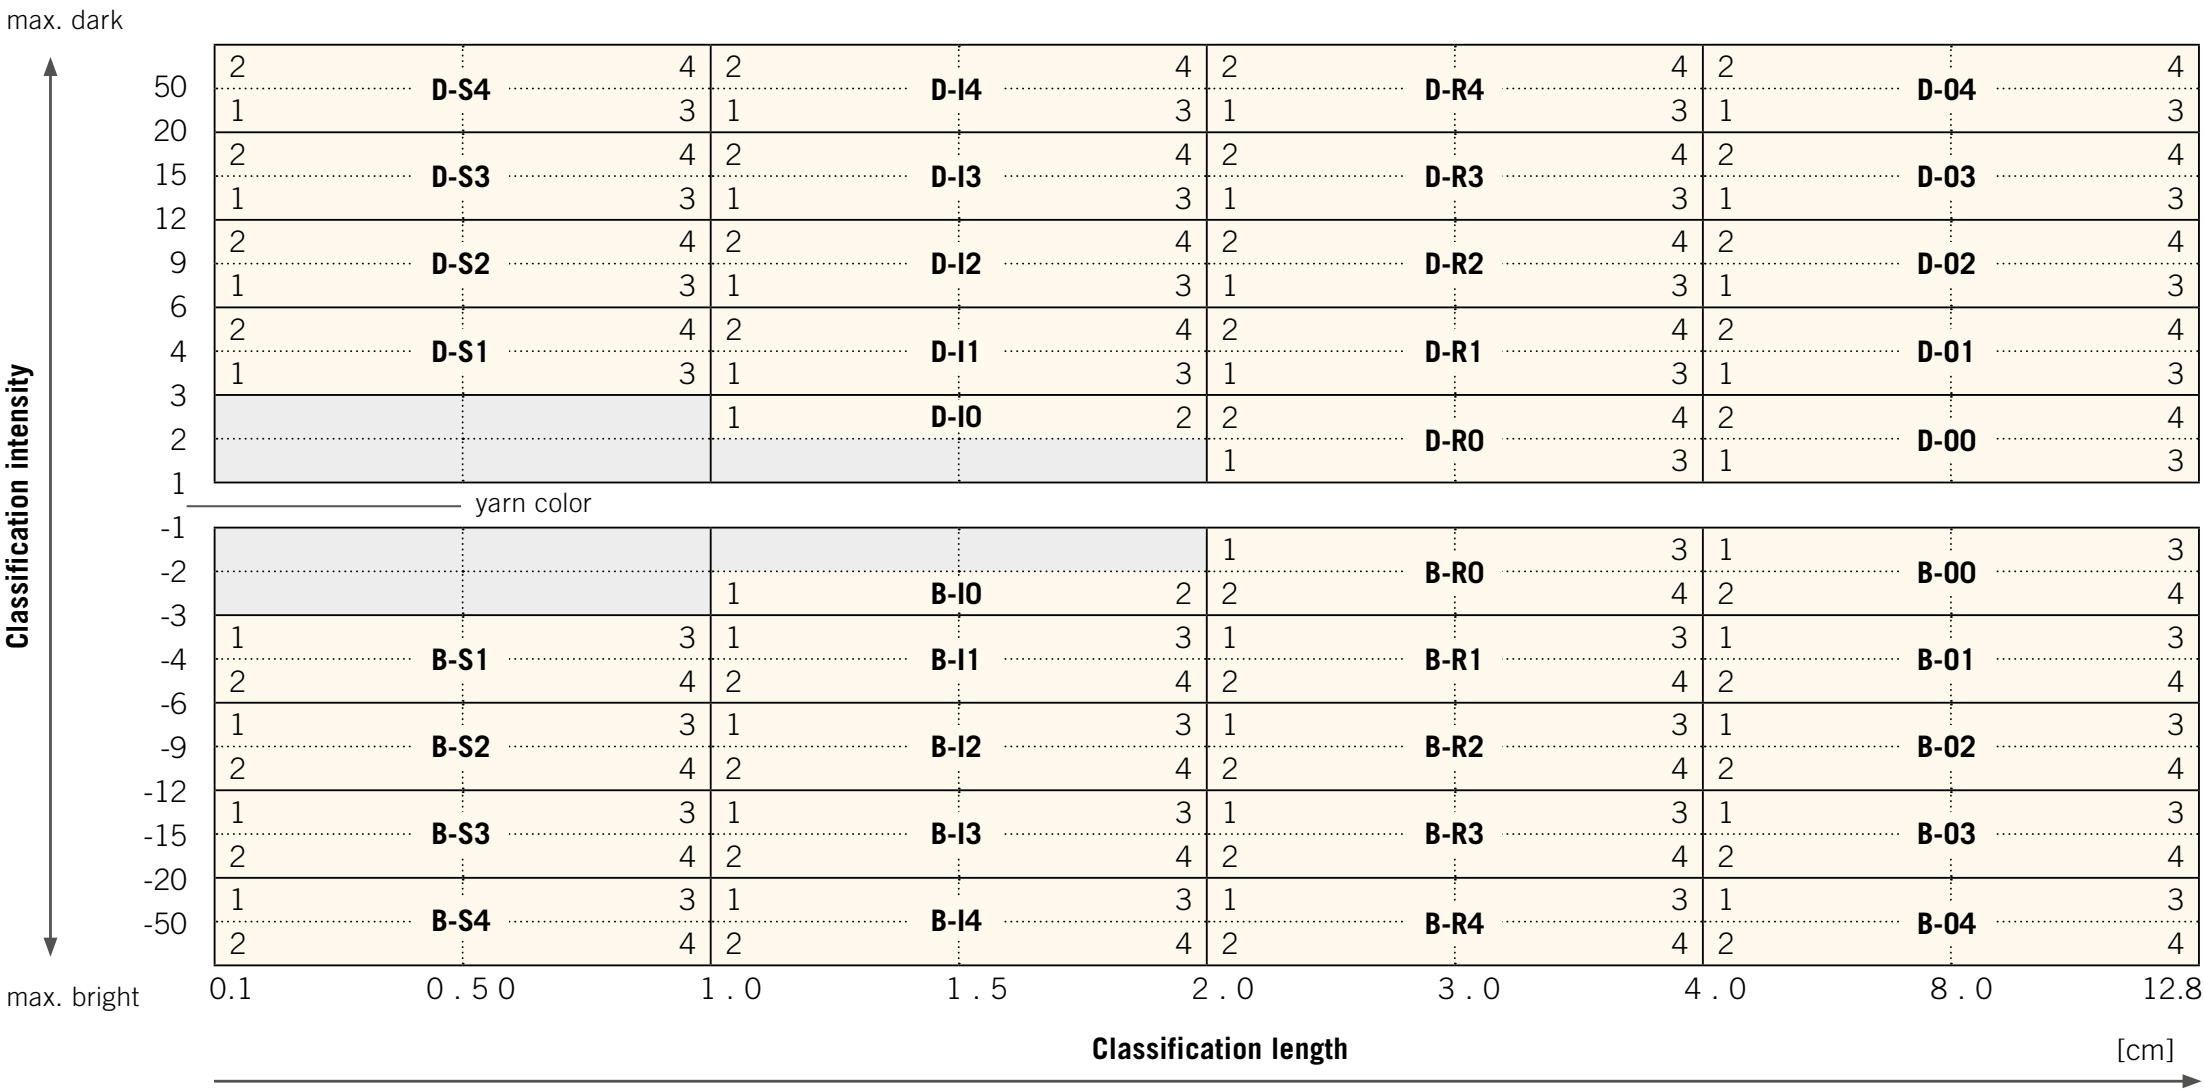 max. dark
2 4 2 4 2 4 2 4
50 D-S4 D-I4 D-R4 D-04
1 3 1 3 1 3 1 3
20
2 4 2 4 2 4 2 4
15 D-S3 D-I3 D-R3 D-03
1 3 1 3 1 3 1 3
12
2 4 2 4 2 4 2 4
9 D-S2 D-I2 D-R2 D-02
1 3 1 3 1 3 1 3
6
2 4 2 4 2 4 2 4
4 D-S1 D-I1 D-R1 D-01
1 3 1 3 1 3 1 3
3
1 D-I0 2 2 4 2 4
2 D-R0 D-00
1 3 1 3
1
yarn color
-1
1 3 1 3
-2 B-R0 B-00
1 B-I0 2 2 4 2 4
-3
1 3 1 3 1 3 1 3
-4 B-S1 B-I1 B-R1 B-01
2 4 2 4 2 4 2 4
-6
1 3 1 3 1 3 1 3
-9 B-S2 B-I2 B-R2 B-02
2 4 2 4 2 4 2 4
-12
1 3 1 3 1 3 1 3
-15 B-S3 B-I3 B-R3 B-03
2 4 2 4 2 4 2 4
-20
1 3 1 3 1 3 1 3
-50 B-S4 B-I4 B-R4 B-04
2 4 2 4 2 4 2 4
Classification intensity
max. bright
0.1 0.50 1.0 1.5 2.0 3.0 4.0 8.0 12.8
Classification length [cm]